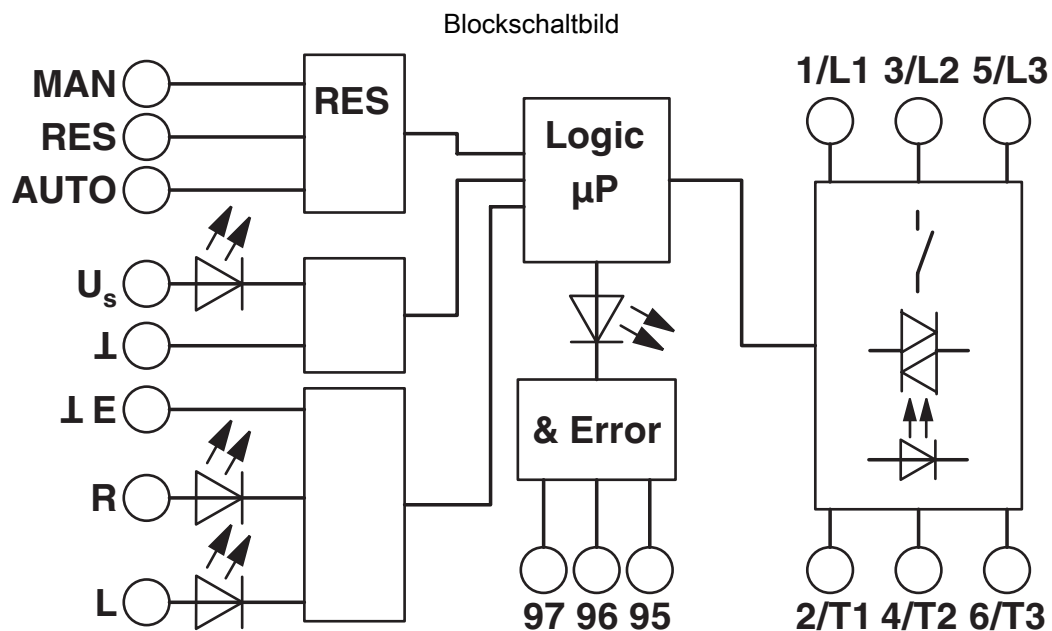 Blockschaltbild
MAN
RES
AUTO
RES
Us
⊥
⊥ E
R
L
Logic
µP
& Error
97 96 95
1/L1 3/L2 5/L3
2/T1 4/T2 6/T3